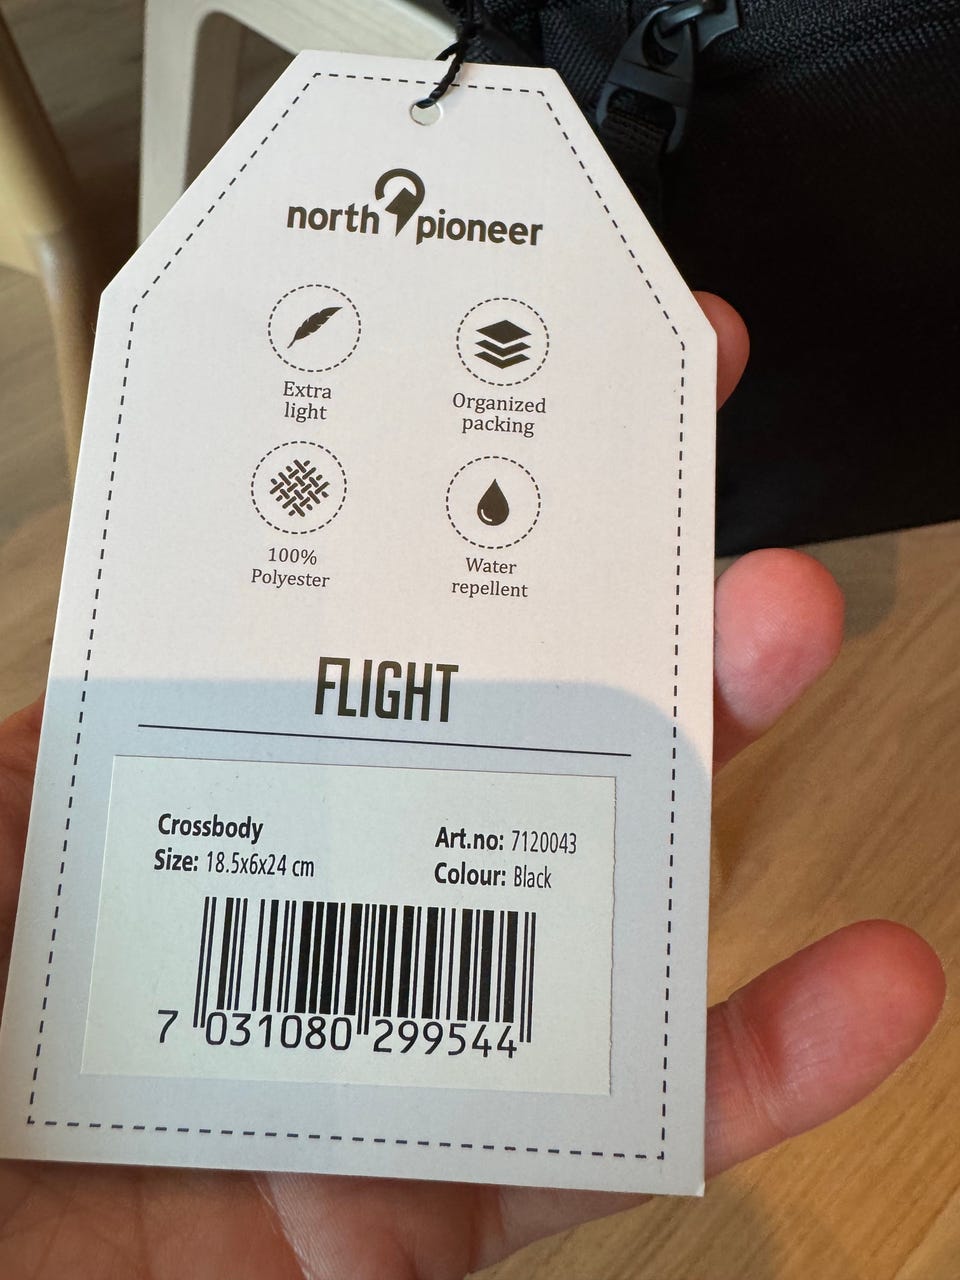 north pioneer
Extra
light
Organized
packing
100%
Polyester
Water
repellent
FLIGHT
Crossbody
Size: 18.5x6x24 cm
Art.no: 7120043
Colour: Black
7 031080 299544